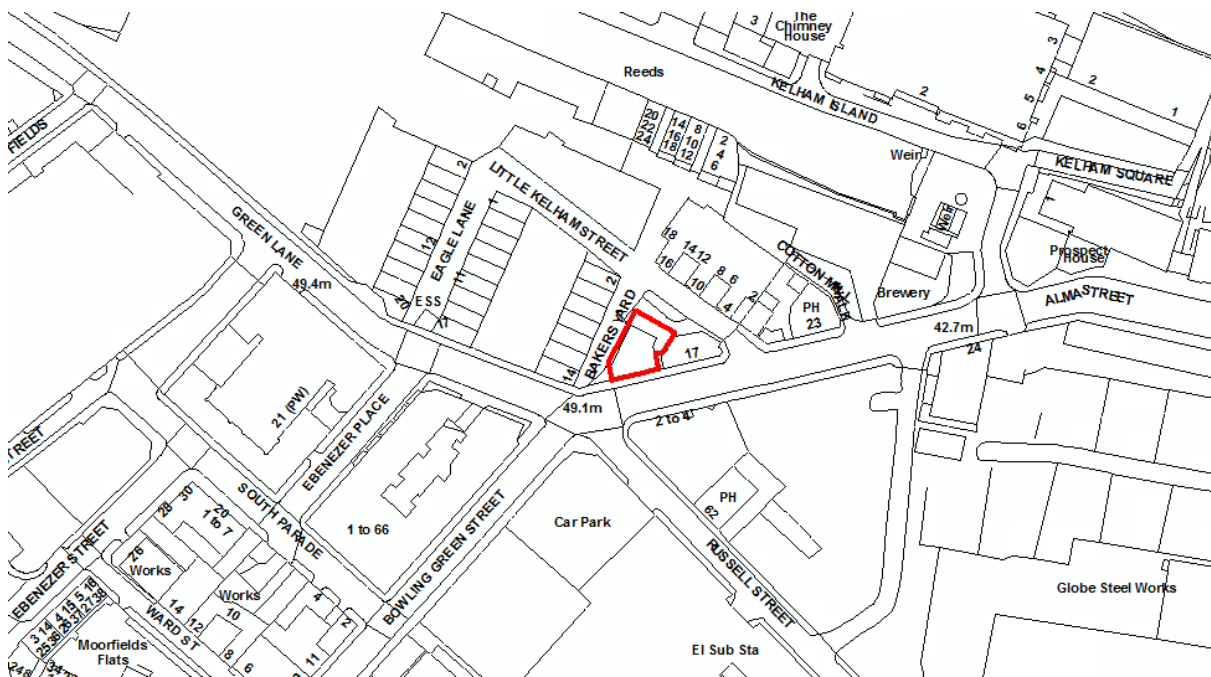 The
Chimney
House
3
3
4
5
6
2
1
2
Reeds
KELHAM ISLAND
KELHAM SQUARE
20
22
24
14
16
18
8
10
12
2
4
6
Weir
Weir
1
Prospect
House
FIELDS
GREEN LANE
49.4m
2
EAGLE LANE
12
20
ESS
1
11
17
LITTLE KELHAM STREET
18
16
14
12
10
8
6
4
2
COTTON MILL WALK
PH
23
Brewery
ALMA STREET
42.7m
24
2
BAKERS YARD
14
17
49.1m
2 to 4
21 (PW)
EBENEZER PLACE
STREET
SOUTH PARADE
1 to 66
BOWLING GREEN STREET
Car Park
PH
62
RUSSELL STREET
Globe Steel Works
El Sub Sta
EBENEZER STREET
28
30
20
1 to 7
26
Works
Works
WARD ST
14
12
10
8
6
4
2
11
Moorfields
Flats